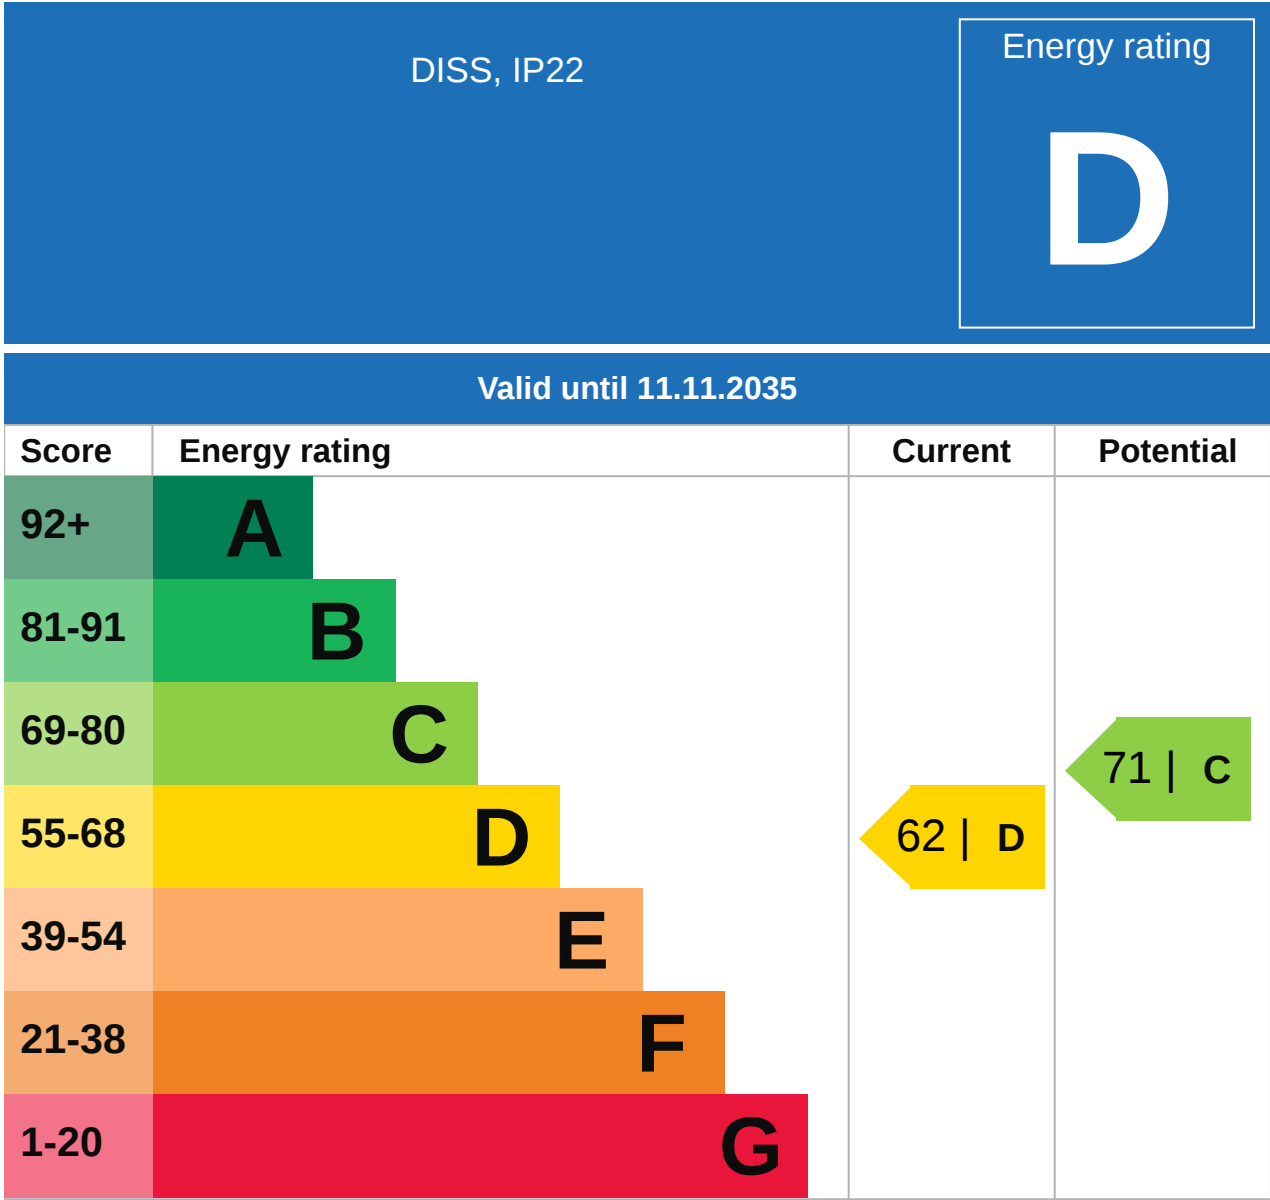 DISS, IP22
Energy rating
D
Valid until 11.11.2035
Score Energy rating Current Potential
92+ A
81-91 B
69-80 C
71 | C
55-68 D
62 | D
39-54 E
21-38 F
1-20 G